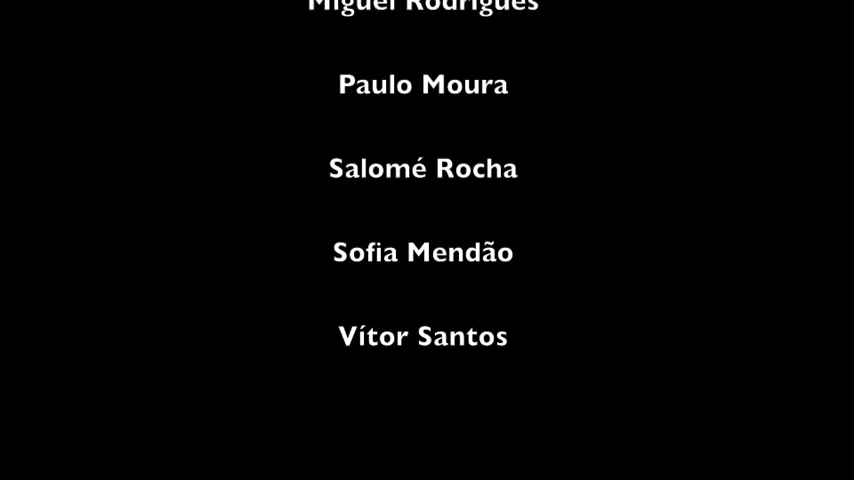 Miguel Rodrigues
Paulo Moura
Salomé Rocha
Sofia Mendão
Vítor Santos